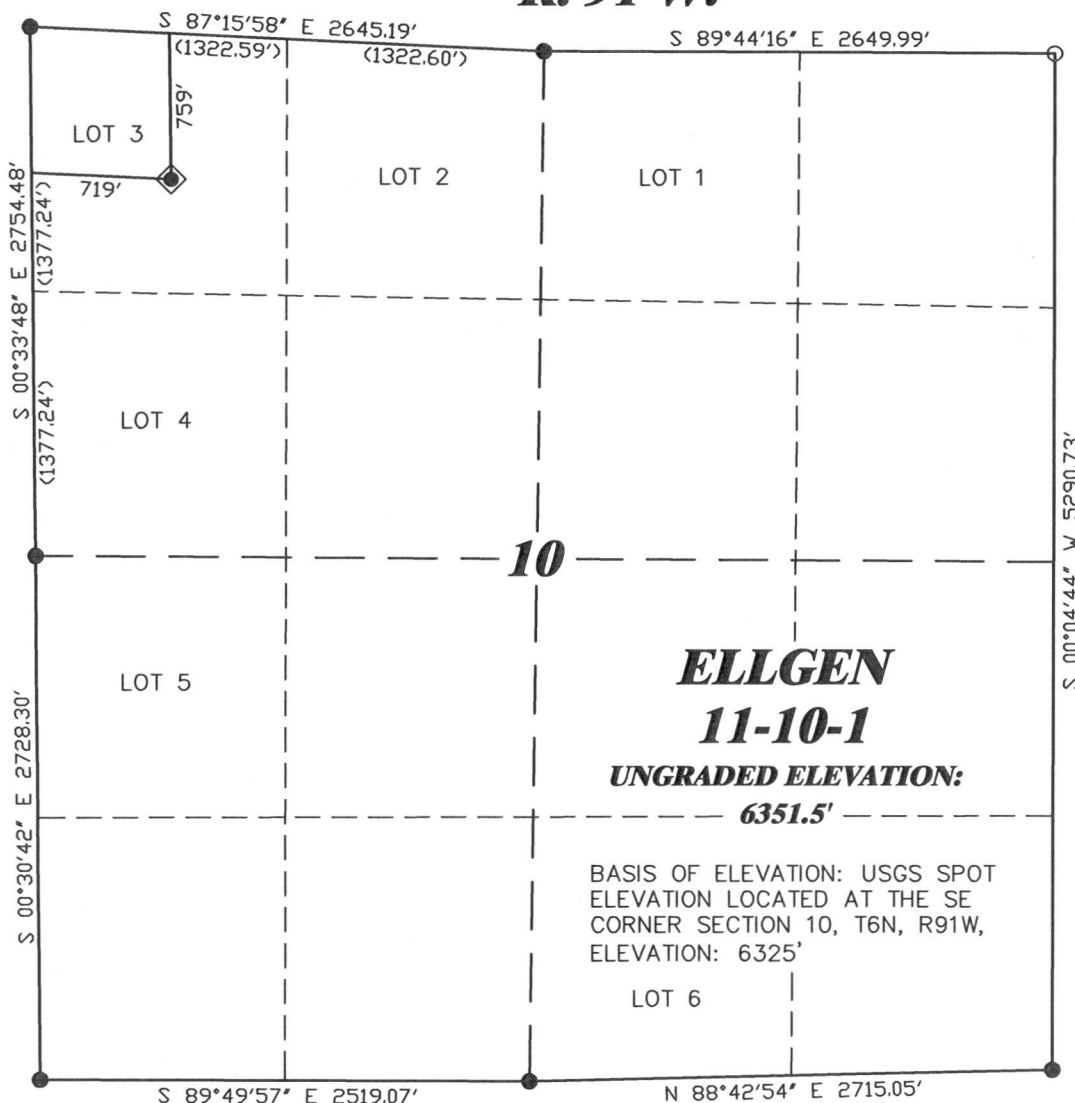 R. 91 W.
S 87°15'58" E 2645.19'
(1322.59')
(1322.60')
S 89°44'16" E 2649.99'
759'
LOT 3
719'
LOT 2
LOT 1
S 00°33'48" E 2754.48'
(1377.24')
(1377.24')
LOT 4
S 00°04'44" W 5290.73'
10
LOT 5
ELLGEN
11-10-1
UNGRADED ELEVATION:
6351.5'
S 00°30'42" E 2728.30'
BASIS OF ELEVATION: USGS SPOT
ELEVATION LOCATED AT THE SE
CORNER SECTION 10, T6N, R91W,
ELEVATION: 6325'
LOT 6
S 89°49'57" E 2519.07'
N 88°42'54" E 2715.05'